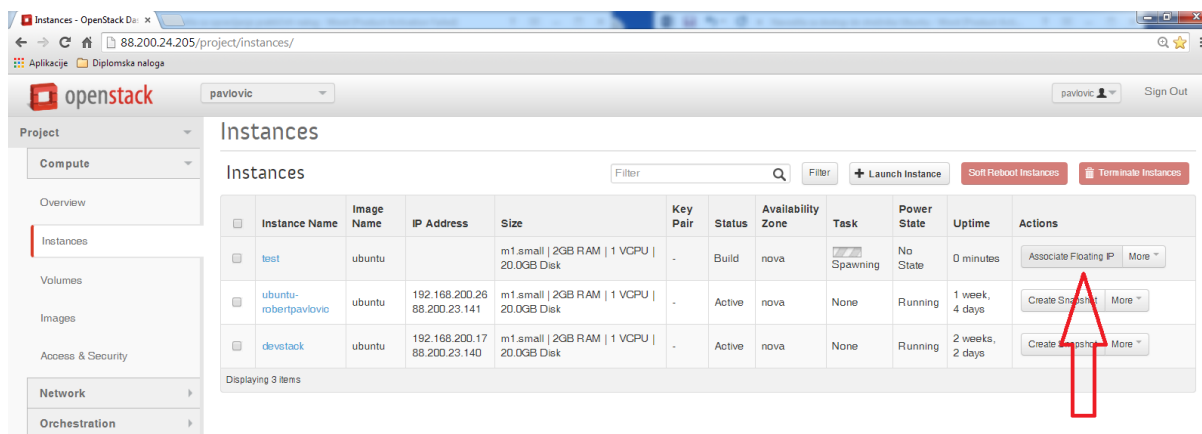 Instances - OpenStack Da
88.200.24.205/project/instances/
Aplikacije Diplomska naloga
openstack pavlovic pavlovic Sign Out
Project
Compute
Overview
Instances
Volumes
Images
Access & Security
Network
Orchestration
Instances
Instances Filter Filter + Launch Instance Soft Reboot Instances Terminate Instances
Instance Name Image Name IP Address Size Key Pair Status Availability Zone Task Power State Uptime Actions
test ubuntu m1.small | 2GB RAM | 1 VCPU | 20.0GB Disk - Build nova Spawning No State 0 minutes Associate Floating IP More
ubuntu-robertpavlovic ubuntu 192.168.200.26 88.200.23.141 m1.small | 2GB RAM | 1 VCPU | 20.0GB Disk - Active nova None Running 1 week, 4 days Create Snapshot More
devstack ubuntu 192.168.200.17 88.200.23.140 m1.small | 2GB RAM | 1 VCPU | 20.0GB Disk - Active nova None Running 2 weeks, 2 days Create Snapshot More
Displaying 3 items